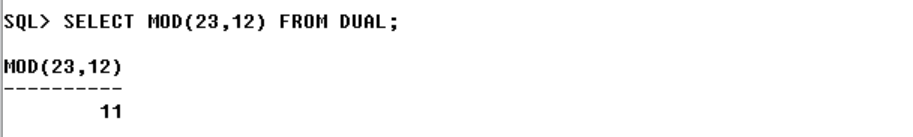 SQL> SELECT MOD(23,12) FROM DUAL;
MOD(23,12)
----------
11